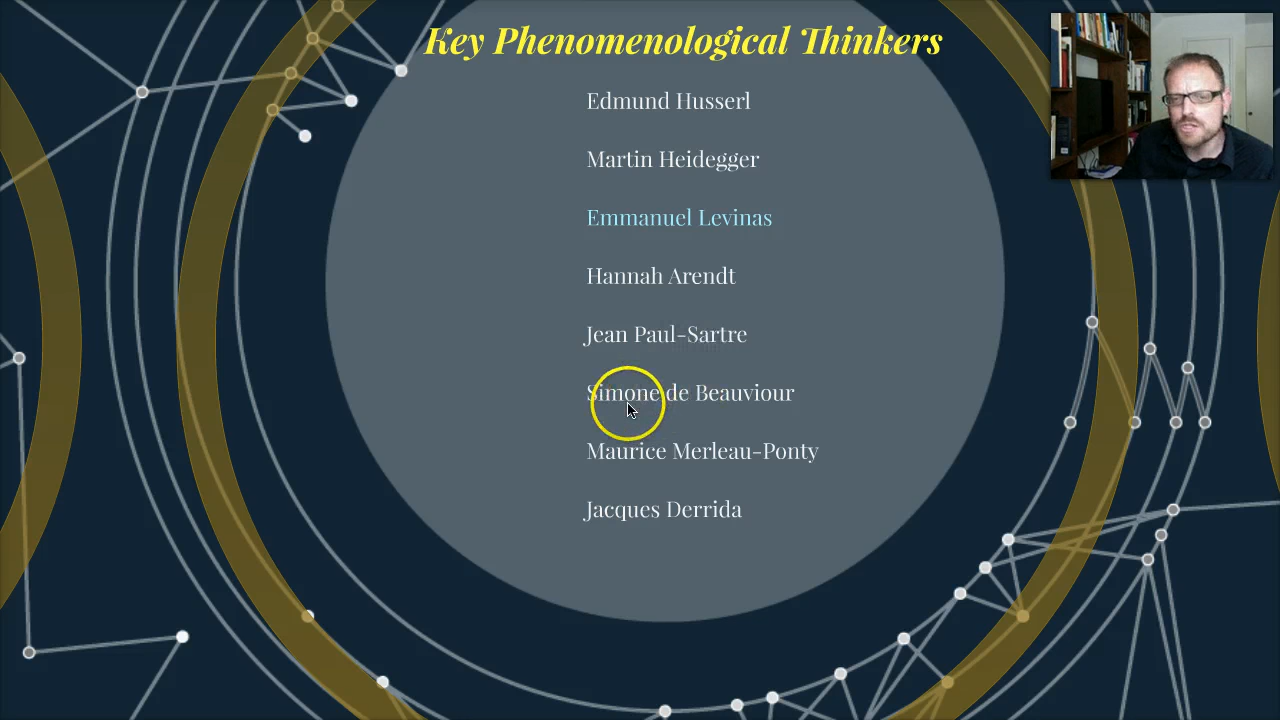 Key Phenomenological Thinkers
Edmund Husserl
Martin Heidegger
Emmanuel Levinas
Hannah Arendt
Jean Paul-Sartre
Simone de Beauviour
Maurice Merleau-Ponty
Jacques Derrida